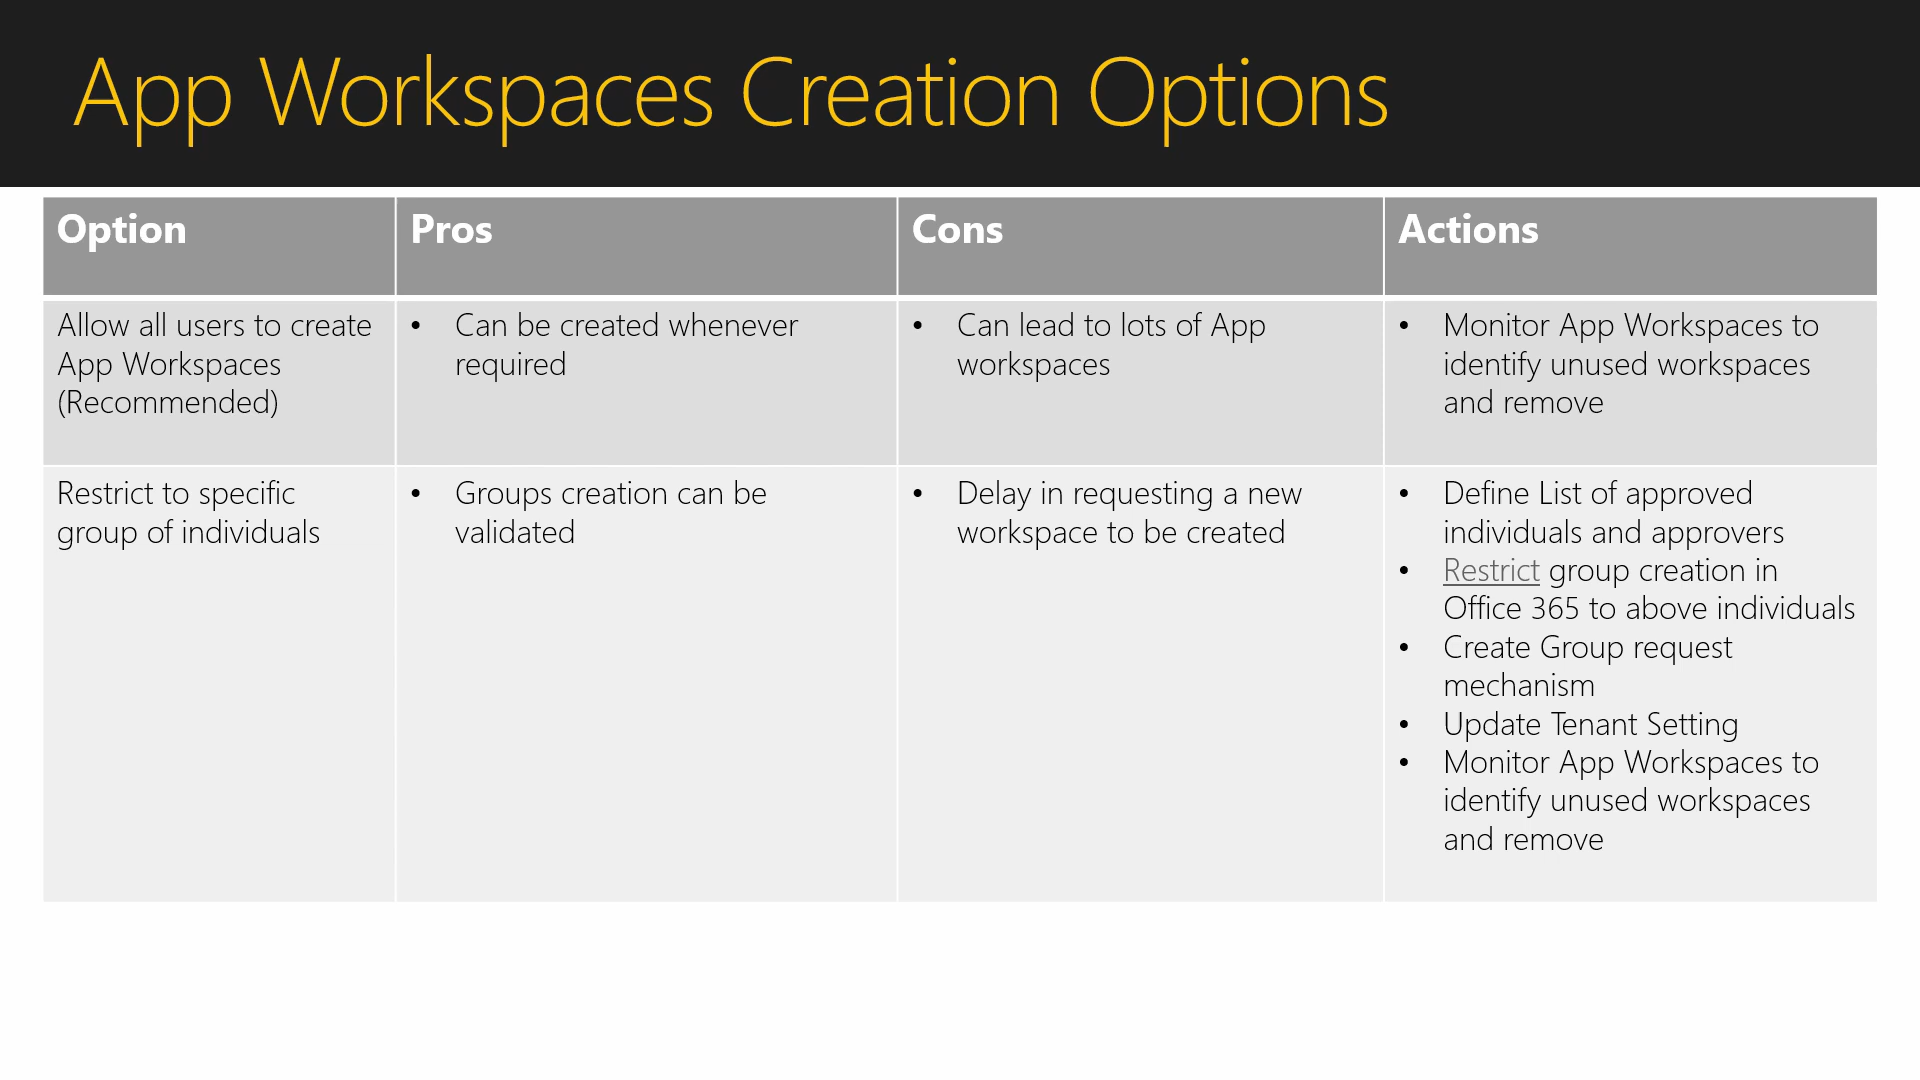 App Workspaces Creation Options
Option
Pros
Cons
Actions
Allow all users to create
App Workspaces
(Recommended)
• Can be created whenever
required
• Can lead to lots of App
workspaces
• Monitor App Workspaces to
identify unused workspaces
and remove
Restrict to specific
group of individuals
• Groups creation can be
validated
• Delay in requesting a new
workspace to be created
• Define List of approved
individuals and approvers
• Restrict group creation in
Office 365 to above individuals
• Create Group request
mechanism
• Update Tenant Setting
• Monitor App Workspaces to
identify unused workspaces
and remove